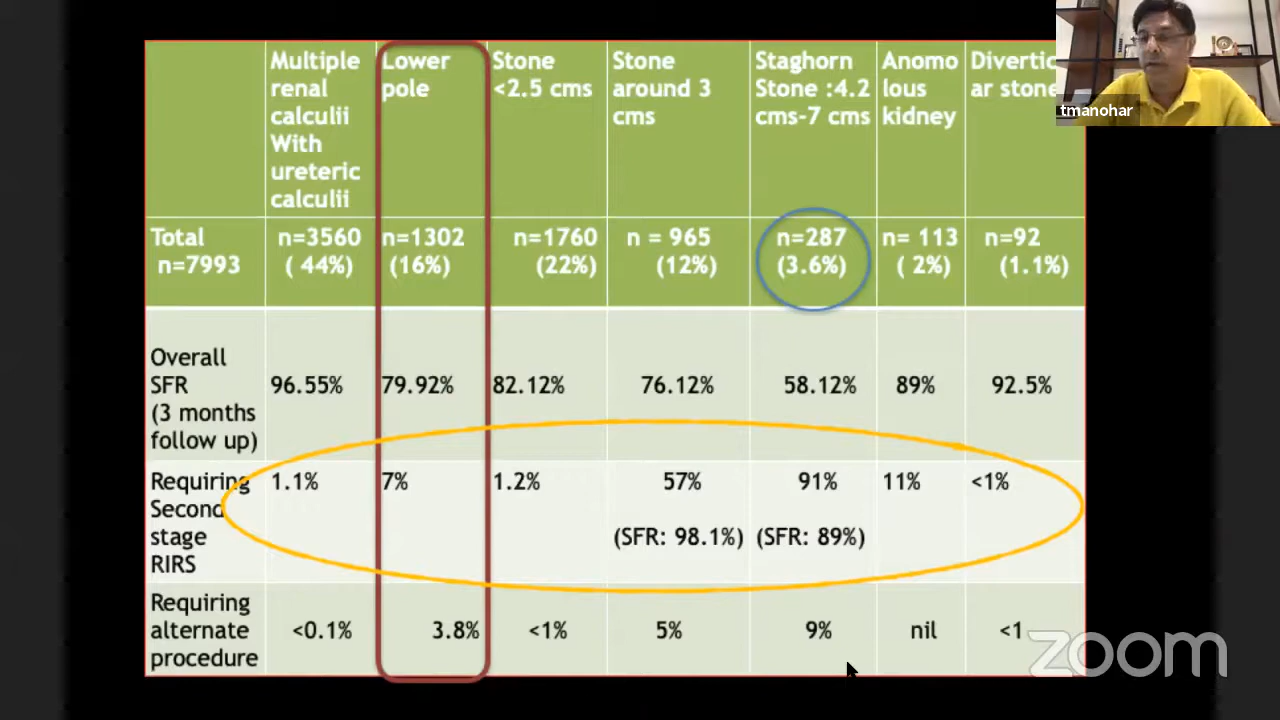 Multiple renal calculii With ureteric calculii
Lower pole
Stone <2.5 cms
Stone around 3 cms
Staghorn Stone :4.2 cms-7 cms
Anomo lous kidney
Divertic ar stone
tmanohar
Total n=7993
n=3560 ( 44%)
n=1302 (16%)
n=1760 (22%)
n = 965 (12%)
n=287 (3.6%)
n= 113 ( 2%)
n=92 (1.1%)
Overall SFR (3 months follow up)
96.55%
79.92%
82.12%
76.12%
58.12%
89%
92.5%
Requiring Second stage RIRS
1.1%
7%
1.2%
57% (SFR: 98.1%)
91% (SFR: 89%)
11%
<1%
Requiring alternate procedure
<0.1%
3.8%
<1%
5%
9%
nil
<1
zoom